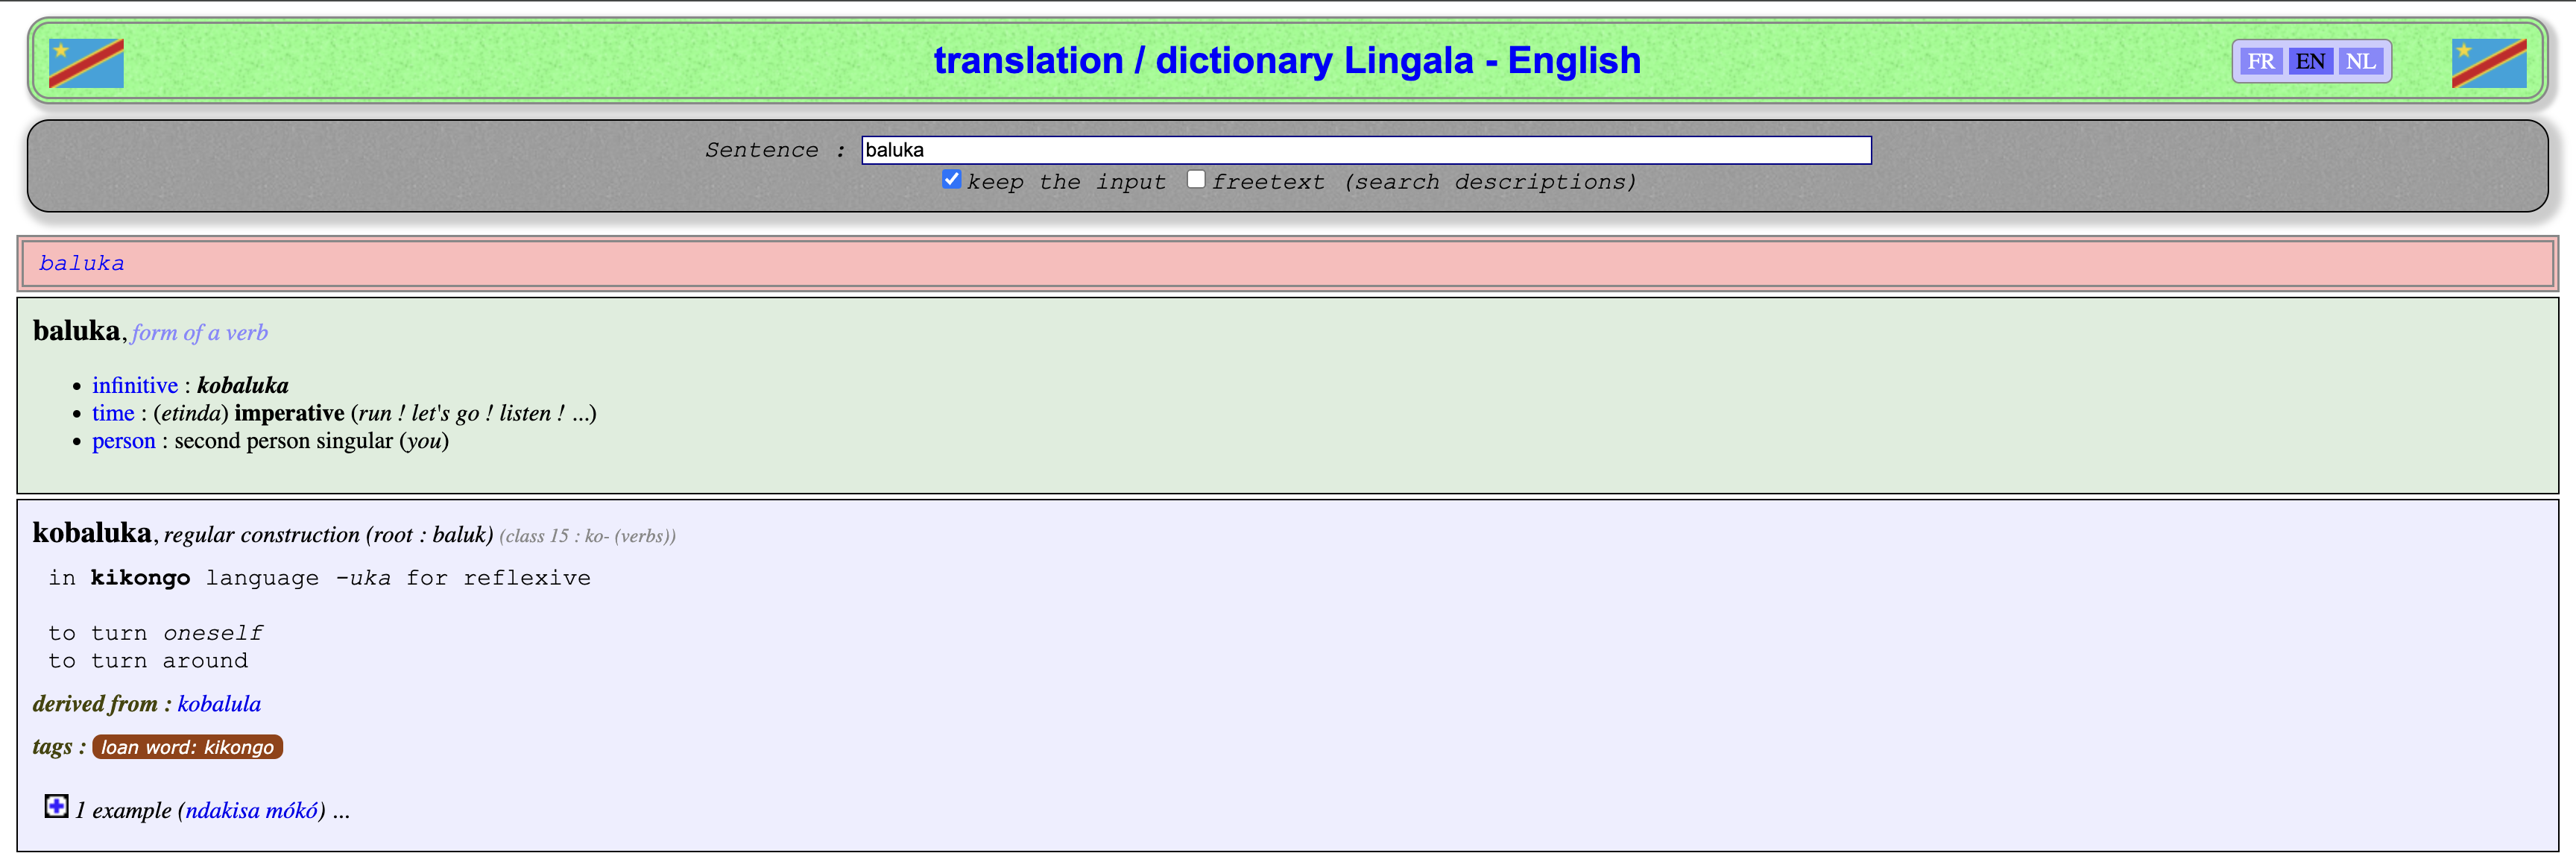 translation / dictionary Lingala - English
FR EN NL
Sentence : baluka
keep the input freetext (search descriptions)
baluka
baluka, form of a verb
• infinitive : kobaluka
• time : (etinda) imperative (run ! let's go ! listen ! ...)
• person : second person singular (you)
kobaluka, regular construction (root : baluk) (class 15 : ko- (verbs))
in kikongo language -uka for reflexive
to turn oneself
to turn around
derived from : kobalula
tags : loan word: kikongo
1 example (ndakisa mókó) ...